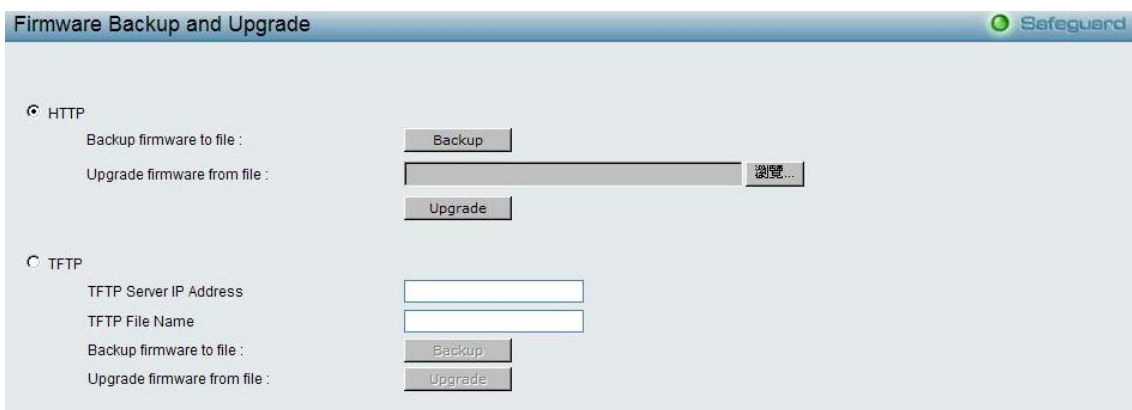 Firmware Backup and Upgrade
Safeguard
HTTP
Backup firmware to file :
Backup
Upgrade firmware from file :
瀏覽...
Upgrade
TFTP
TFTP Server IP Address
TFTP File Name
Backup firmware to file :
Backup
Upgrade firmware from file :
Upgrade